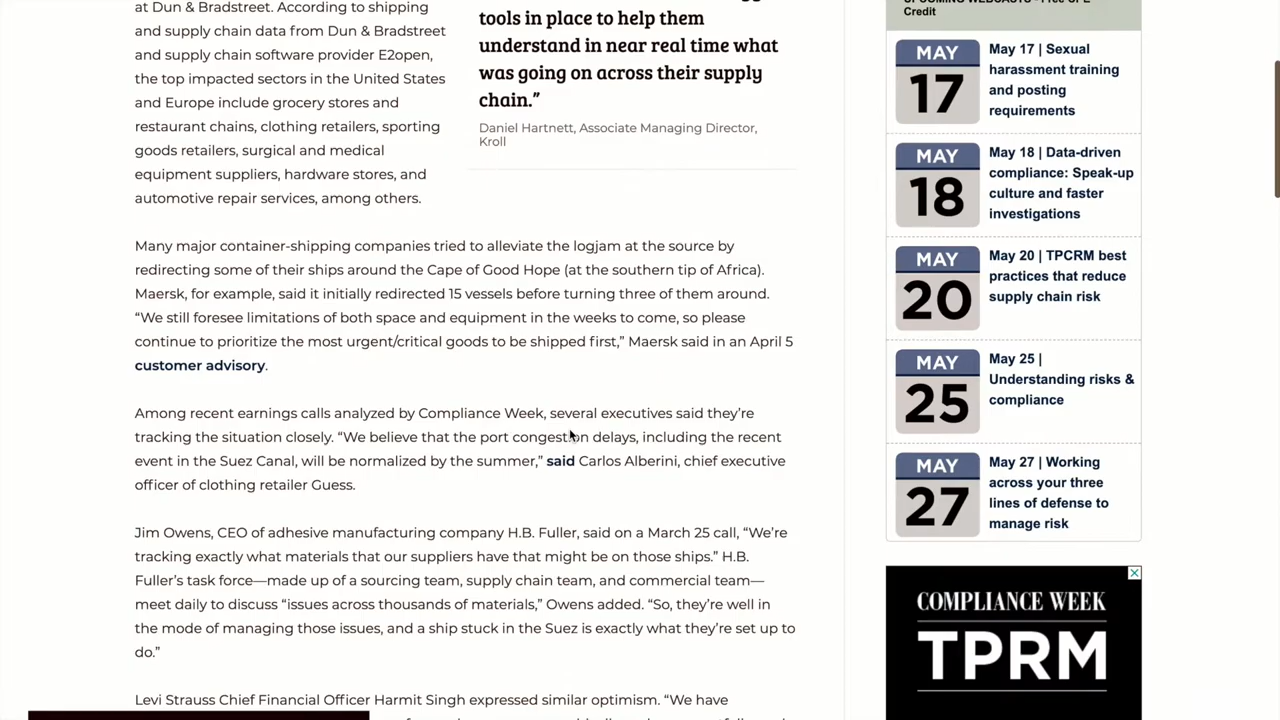 at Dun & Bradstreet. According to shipping
and supply chain data from Dun & Bradstreet
and supply chain software provider E2open,
the top impacted sectors in the United States
and Europe include grocery stores and
restaurant chains, clothing retailers, sporting
goods retailers, surgical and medical
equipment suppliers, hardware stores, and
automotive repair services, among others.
tools in place to help them
understand in near real time what
was going on across their supply
chain.”
Daniel Hartnett, Associate Managing Director,
Kroll
Many major container-shipping companies tried to alleviate the logjam at the source by
redirecting some of their ships around the Cape of Good Hope (at the southern tip of Africa).
Maersk, for example, said it initially redirected 15 vessels before turning three of them around.
“We still foresee limitations of both space and equipment in the weeks to come, so please
continue to prioritize the most urgent/critical goods to be shipped first,” Maersk said in an April 5
customer advisory.
Among recent earnings calls analyzed by Compliance Week, several executives said they’re
tracking the situation closely. “We believe that the port congestion delays, including the recent
event in the Suez Canal, will be normalized by the summer,” said Carlos Alberini, chief executive
officer of clothing retailer Guess.
Jim Owens, CEO of adhesive manufacturing company H.B. Fuller, said on a March 25 call, “We’re
tracking exactly what materials that our suppliers have that might be on those ships.” H.B.
Fuller’s task force—made up of a sourcing team, supply chain team, and commercial team—
meet daily to discuss “issues across thousands of materials,” Owens added. “So, they’re well in
the mode of managing those issues, and a ship stuck in the Suez is exactly what they’re set up to
do.”
Levi Strauss Chief Financial Officer Harmit Singh expressed similar optimism. “We have
Credit
MAY
17
May 17 | Sexual
harassment training
and posting
requirements
MAY
18
May 18 | Data-driven
compliance: Speak-up
culture and faster
investigations
MAY
20
May 20 | TPCRM best
practices that reduce
supply chain risk
MAY
25
May 25 |
Understanding risks &
compliance
MAY
27
May 27 | Working
across your three
lines of defense to
manage risk
COMPLIANCE WEEK
TPRM